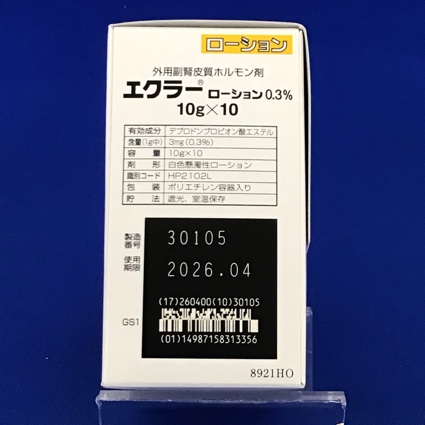 ローション
外用副腎皮質ホルモン剤
エクラー® ローション0.3%
10g×10
有効成分 デプロドンプロピオン酸エステル
含量(1g中) 3mg(0.3%)
容量 10g×10
剤形 白色懸濁性ローション
識別コード HP2102L
包装 ポリエチレン容器入り
貯法 遮光、室温保存
製造番号 30105
使用期限 2026.04
(17)260400(10)30105
GS1
(01)14987158313356
8921HO